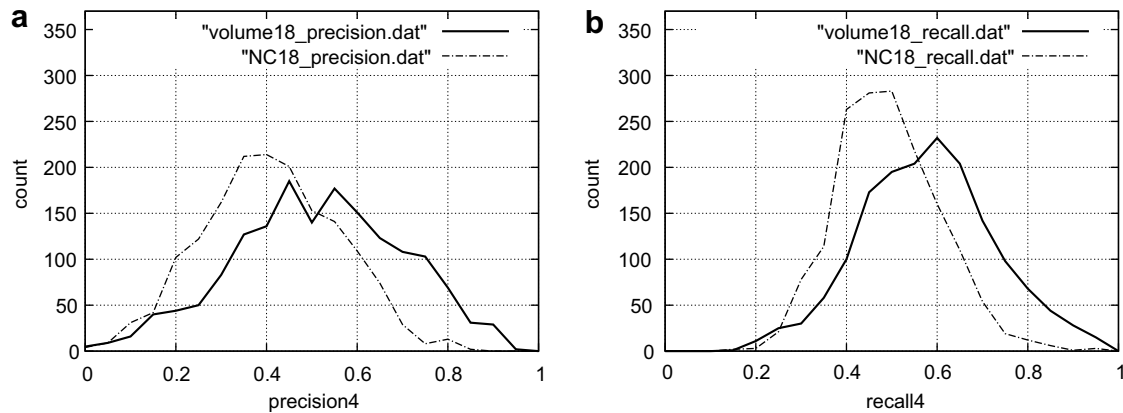 a
"volume18_precision.dat"
"NC18_precision.dat"
350
300
250
200
150
100
50
0
count
0 0.2 0.4 0.6 0.8 1
precision4
b
"volume18_recall.dat"
"NC18_recall.dat"
350
300
250
200
150
100
50
0
count
0 0.2 0.4 0.6 0.8 1
recall4